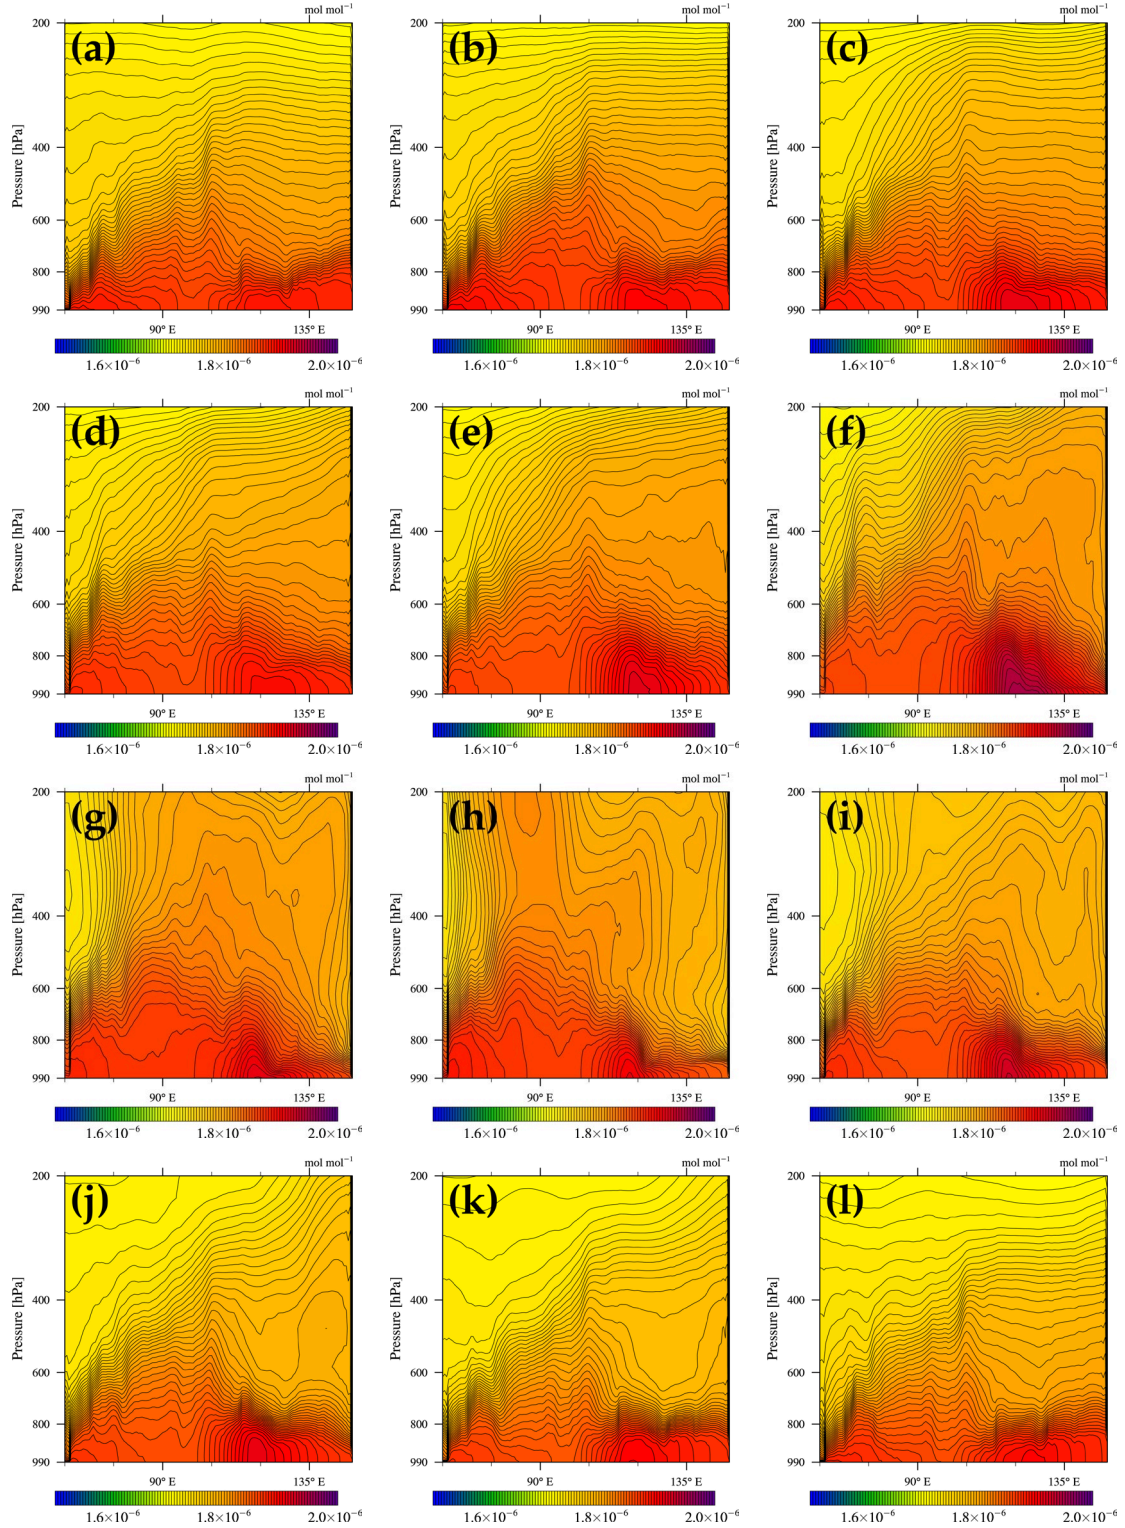 mol mol⁻¹ mol mol⁻¹ mol mol⁻¹
200 200 200
(a) (b) (c)
400 400 400
Pressure [hPa] Pressure [hPa] Pressure [hPa]
600 600 600
800 800 800
990 990 990
90° E 135° E 90° E 135° E 90° E 135° E
1.6×10⁻⁶ 1.8×10⁻⁶ 2.0×10⁻⁶ 1.6×10⁻⁶ 1.8×10⁻⁶ 2.0×10⁻⁶ 1.6×10⁻⁶ 1.8×10⁻⁶ 2.0×10⁻⁶
mol mol⁻¹ mol mol⁻¹ mol mol⁻¹
200 200 200
(d) (e) (f)
400 400 400
Pressure [hPa] Pressure [hPa] Pressure [hPa]
600 600 600
800 800 800
990 990 990
90° E 135° E 90° E 135° E 90° E 135° E
1.6×10⁻⁶ 1.8×10⁻⁶ 2.0×10⁻⁶ 1.6×10⁻⁶ 1.8×10⁻⁶ 2.0×10⁻⁶ 1.6×10⁻⁶ 1.8×10⁻⁶ 2.0×10⁻⁶
mol mol⁻¹ mol mol⁻¹ mol mol⁻¹
200 200 200
(g) (h) (i)
400 400 400
Pressure [hPa] Pressure [hPa] Pressure [hPa]
600 600 600
800 800 800
990 990 990
90° E 135° E 90° E 135° E 90° E 135° E
1.6×10⁻⁶ 1.8×10⁻⁶ 2.0×10⁻⁶ 1.6×10⁻⁶ 1.8×10⁻⁶ 2.0×10⁻⁶ 1.6×10⁻⁶ 1.8×10⁻⁶ 2.0×10⁻⁶
mol mol⁻¹ mol mol⁻¹ mol mol⁻¹
200 200 200
(j) (k) (l)
400 400 400
Pressure [hPa] Pressure [hPa] Pressure [hPa]
600 600 600
800 800 800
990 990 990
90° E 135° E 90° E 135° E 90° E 135° E
1.6×10⁻⁶ 1.8×10⁻⁶ 2.0×10⁻⁶ 1.6×10⁻⁶ 1.8×10⁻⁶ 2.0×10⁻⁶ 1.6×10⁻⁶ 1.8×10⁻⁶ 2.0×10⁻⁶